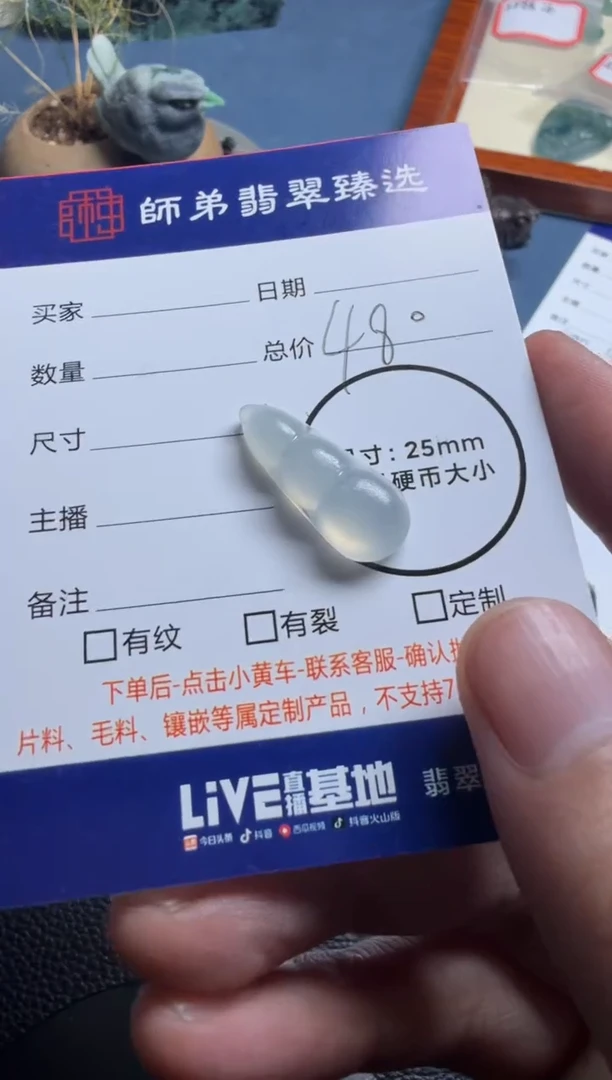 師弟翡翠臻选
买家
日期
数量
总价 480
尺寸
寸: 25mm
硬币大小
主播
备注
有纹
有裂
定制
下单后-点击小黄车-联系客服-确认
片料、毛料、镶嵌等属定制产品，不支持7
LiVE直播基地
翡翠
今日头条 抖音 西瓜视频 抖音火山版